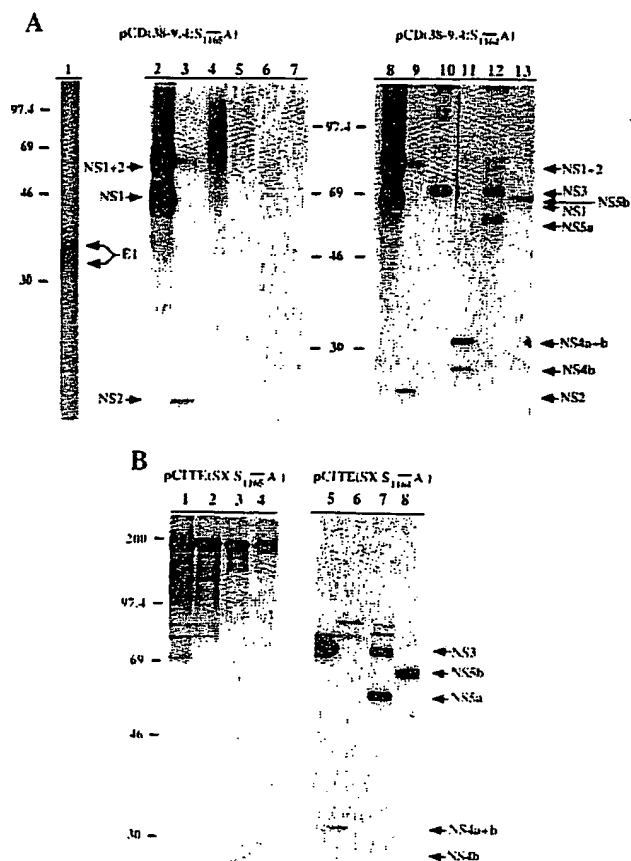 A
pCD(38-9.4:S1165A) pCD(38-9.4:S1164A)
1 2 3 4 5 6 7 8 9 10 11 12 13
97.4
69
46
30
NS1+2
NS1
E1
NS2
97.4
69
46
30
NS1+2
NS3
NS5b
NS1
NS5a
NS4a+b
NS4b
NS2
B
pCITE(SX S1165A) pCITE(SX S1164A)
1 2 3 4 5 6 7 8
200
97.4
69
46
30
NS3
NS5b
NS5a
NS4a+b
NS4b